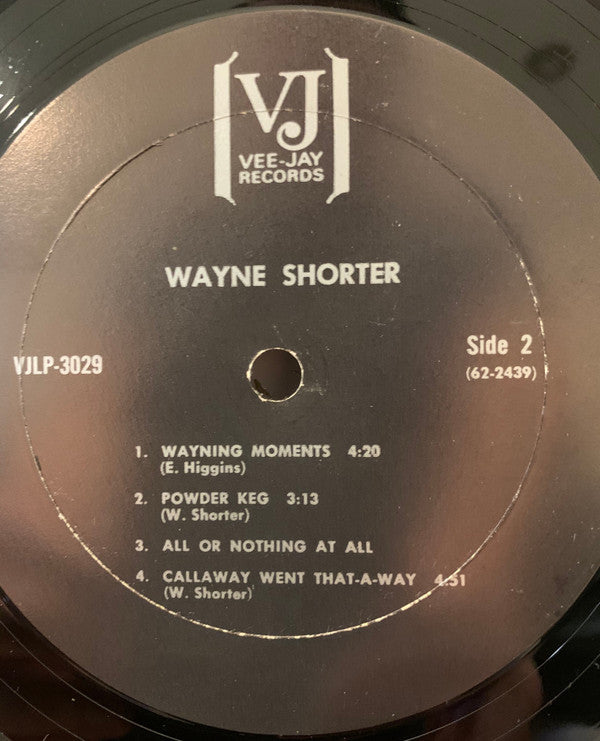 VJ
VEE-JAY
RECORDS
WAYNE SHORTER
VJLP-3029
Side 2
(62-2439)
1. WAYNING MOMENTS 4:20
(E. Higgins)
2. POWDER KEG 3:13
(W. Shorter)
3. ALL OR NOTHING AT ALL
4. CALLAWAY WENT THAT-A-WAY 4:51
(W. Shorter)